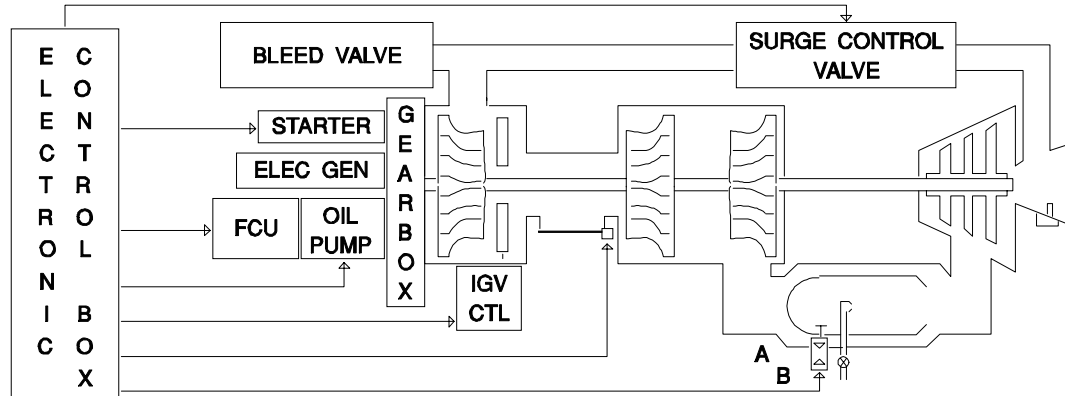 ELECTRONIC
CONTROL BOX
BLEED VALVE
SURGE CONTROL
VALVE
STARTER
ELEC GEN
FCU
OIL
PUMP
GEARBOX
IGV
CTL
A
B